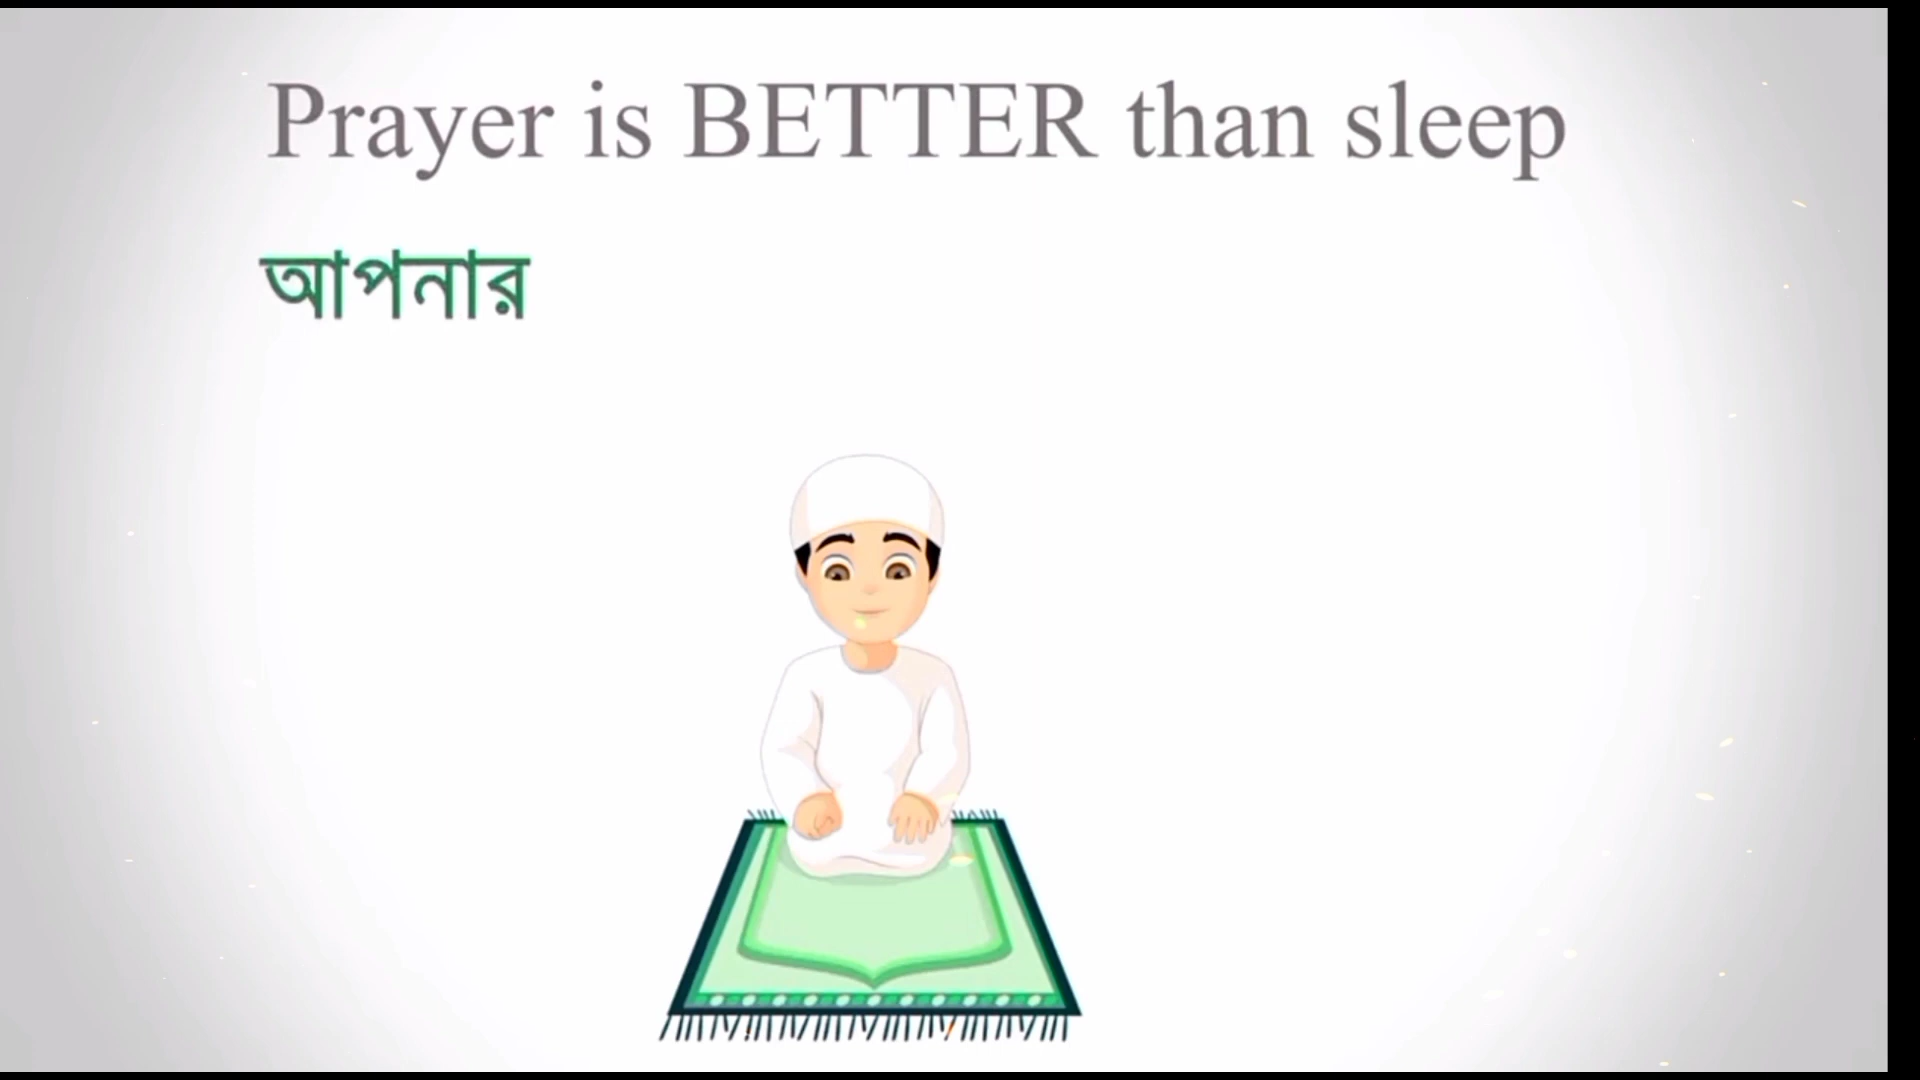 Prayer is BETTER than sleep
আপনার